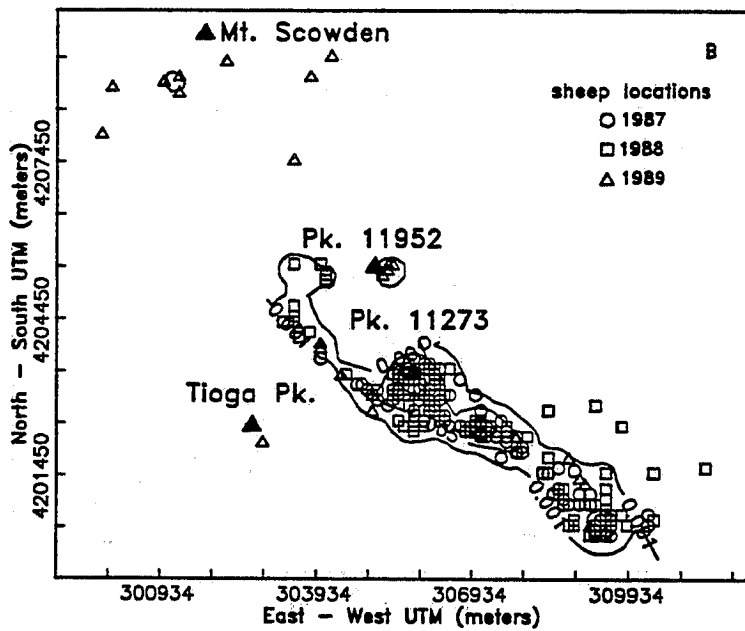 Mt. Scowden
B
sheep locations
1987
1988
1989
Pk. 11952
Pk. 11273
Tioga Pk.
North - South UTM (meters)
4207450
4204450
4201450
300934
303934
306934
309934
East - West UTM (meters)